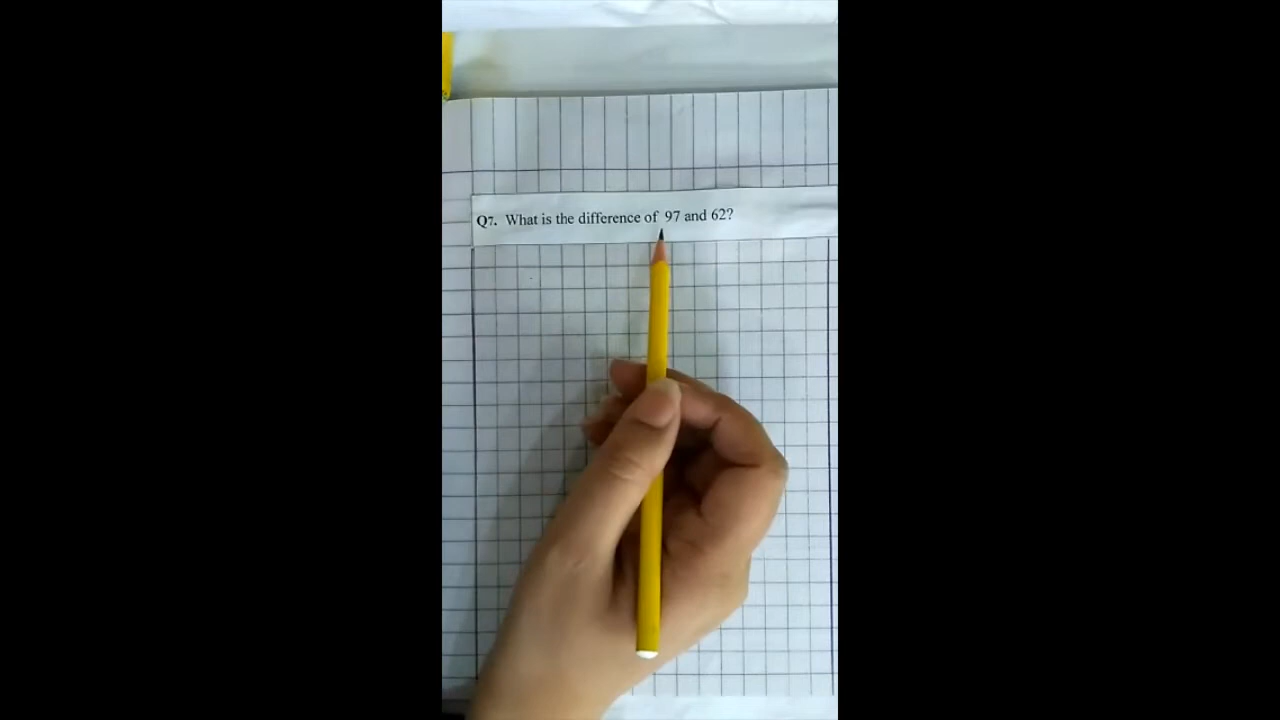 Q7. What is the difference of 97 and 62?